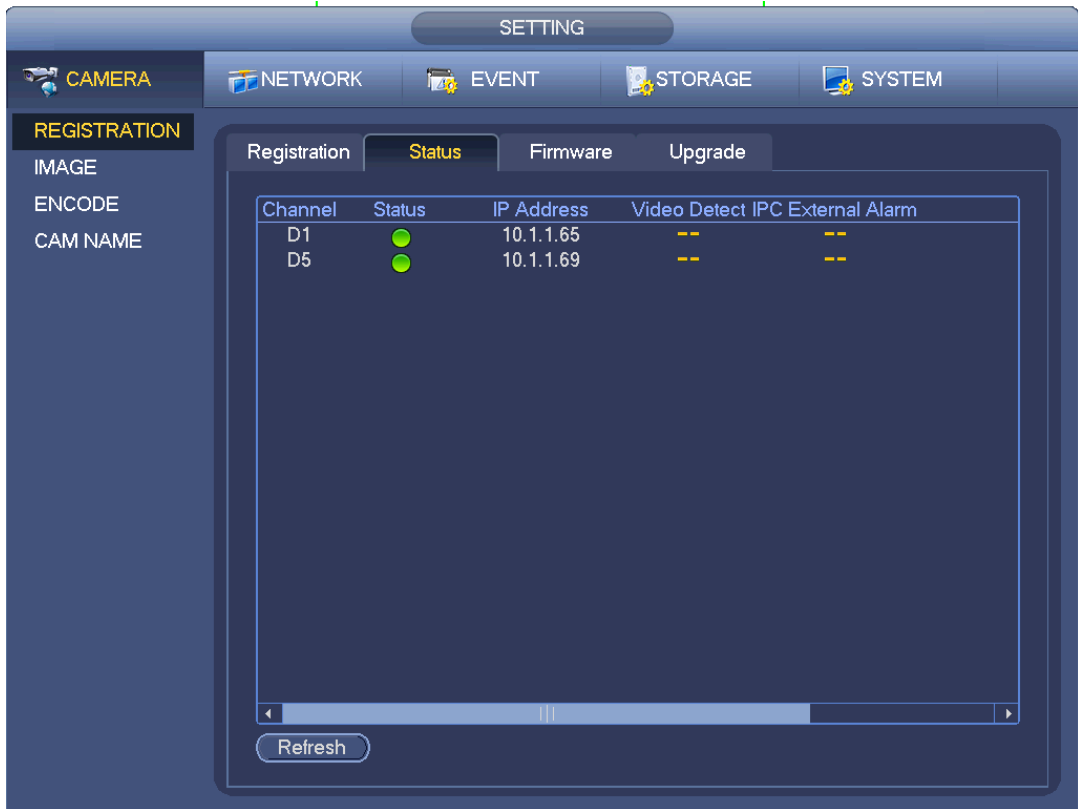 SETTING
CAMERA NETWORK EVENT STORAGE SYSTEM
REGISTRATION
IMAGE
ENCODE
CAM NAME
Registration Status Firmware Upgrade
Channel Status IP Address Video Detect IPC External Alarm
D1 10.1.1.65 -- --
D5 10.1.1.69 -- --
Refresh